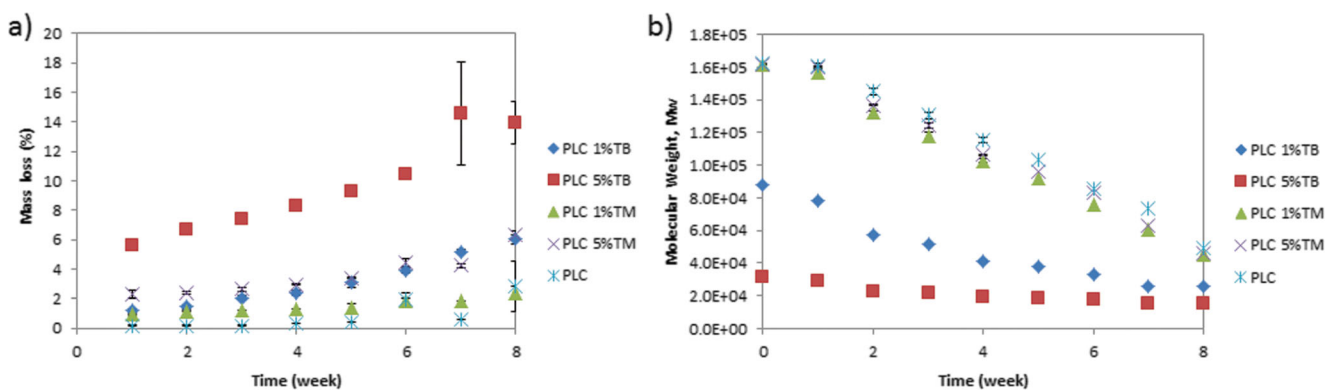 a)
Mass loss (%)
20
18
16
14
12
10
8
6
4
2
0
0
2
4
6
8
Time (week)
PLC 1%TB
PLC 5%TB
PLC 1%TM
PLC 5%TM
PLC
b)
Molecular Weight, Mw
1.8E+05
1.6E+05
1.4E+05
1.2E+05
1.0E+05
8.0E+04
6.0E+04
4.0E+04
2.0E+04
0.0E+00
0
2
4
6
8
Time (week)
PLC 1%TB
PLC 5%TB
PLC 1%TM
PLC 5%TM
PLC